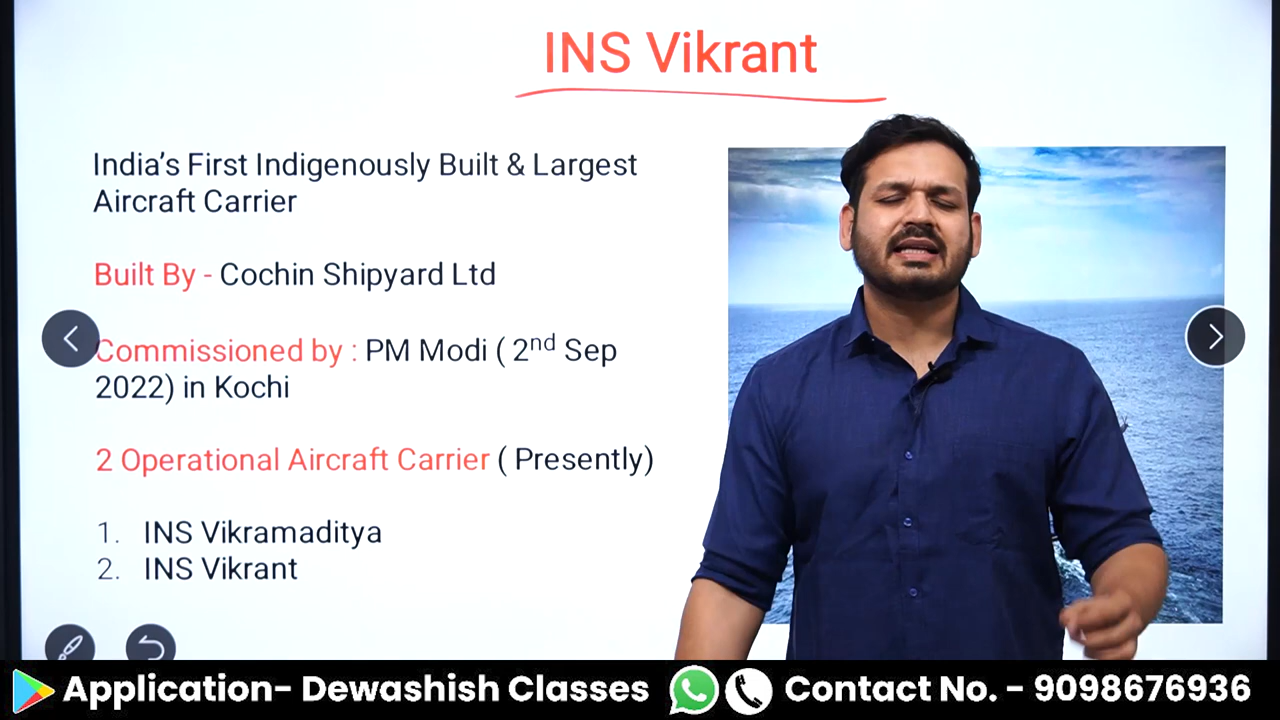 INS Vikrant
India’s First Indigenously Built & Largest
Aircraft Carrier
Built By - Cochin Shipyard Ltd
Commissioned by : PM Modi ( 2nd Sep
2022) in Kochi
2 Operational Aircraft Carrier ( Presently)
1. INS Vikramaditya
2. INS Vikrant
Application- Dewashish Classes
Contact No. - 9098676936